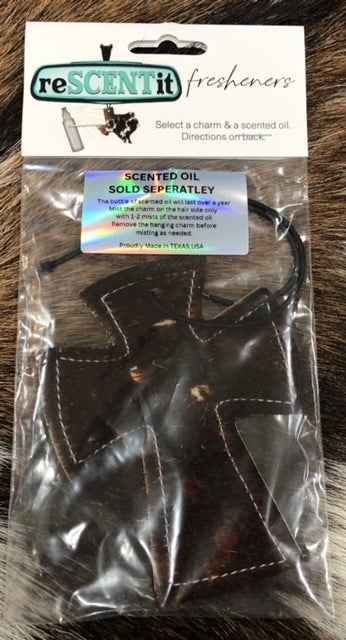 reSCENTit fresheners
Select a charm & a scented oil.
Directions on back.
SCENTED OIL
SOLD SEPERATLEY
The bottle of scented oil will last over a year
Mist the charm on the hair side only
with 1-2 mists of the scented oil.
Remove the hanging charm before
misting as needed.
Proudly Made in TEXAS,USA